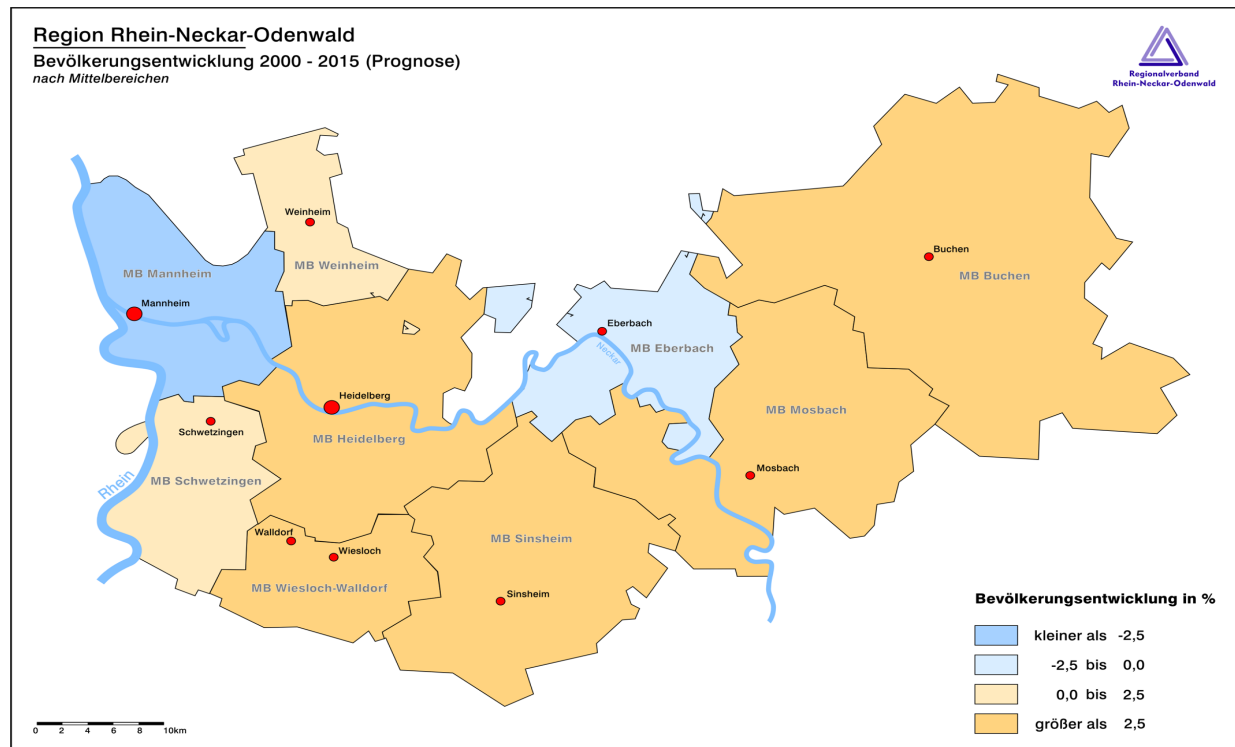 Region Rhein-Neckar-Odenwald
Bevölkerungsentwicklung 2000 - 2015 (Prognose)
nach Mittelbereichen
Regionalverband
Rhein-Neckar-Odenwald
Weinheim
MB Weinheim
MB Mannheim
Mannheim
Buchen
MB Buchen
Eberbach
MB Eberbach
Neckar
Heidelberg
MB Heidelberg
MB Mosbach
Mosbach
Schwetzingen
MB Schwetzingen
Rhein
Walldorf
Wiesloch
MB Wiesloch-Walldorf
MB Sinsheim
Sinsheim
Bevölkerungsentwicklung in %
kleiner als -2,5
-2,5 bis 0,0
0,0 bis 2,5
größer als 2,5
0 2 4 6 8 10km